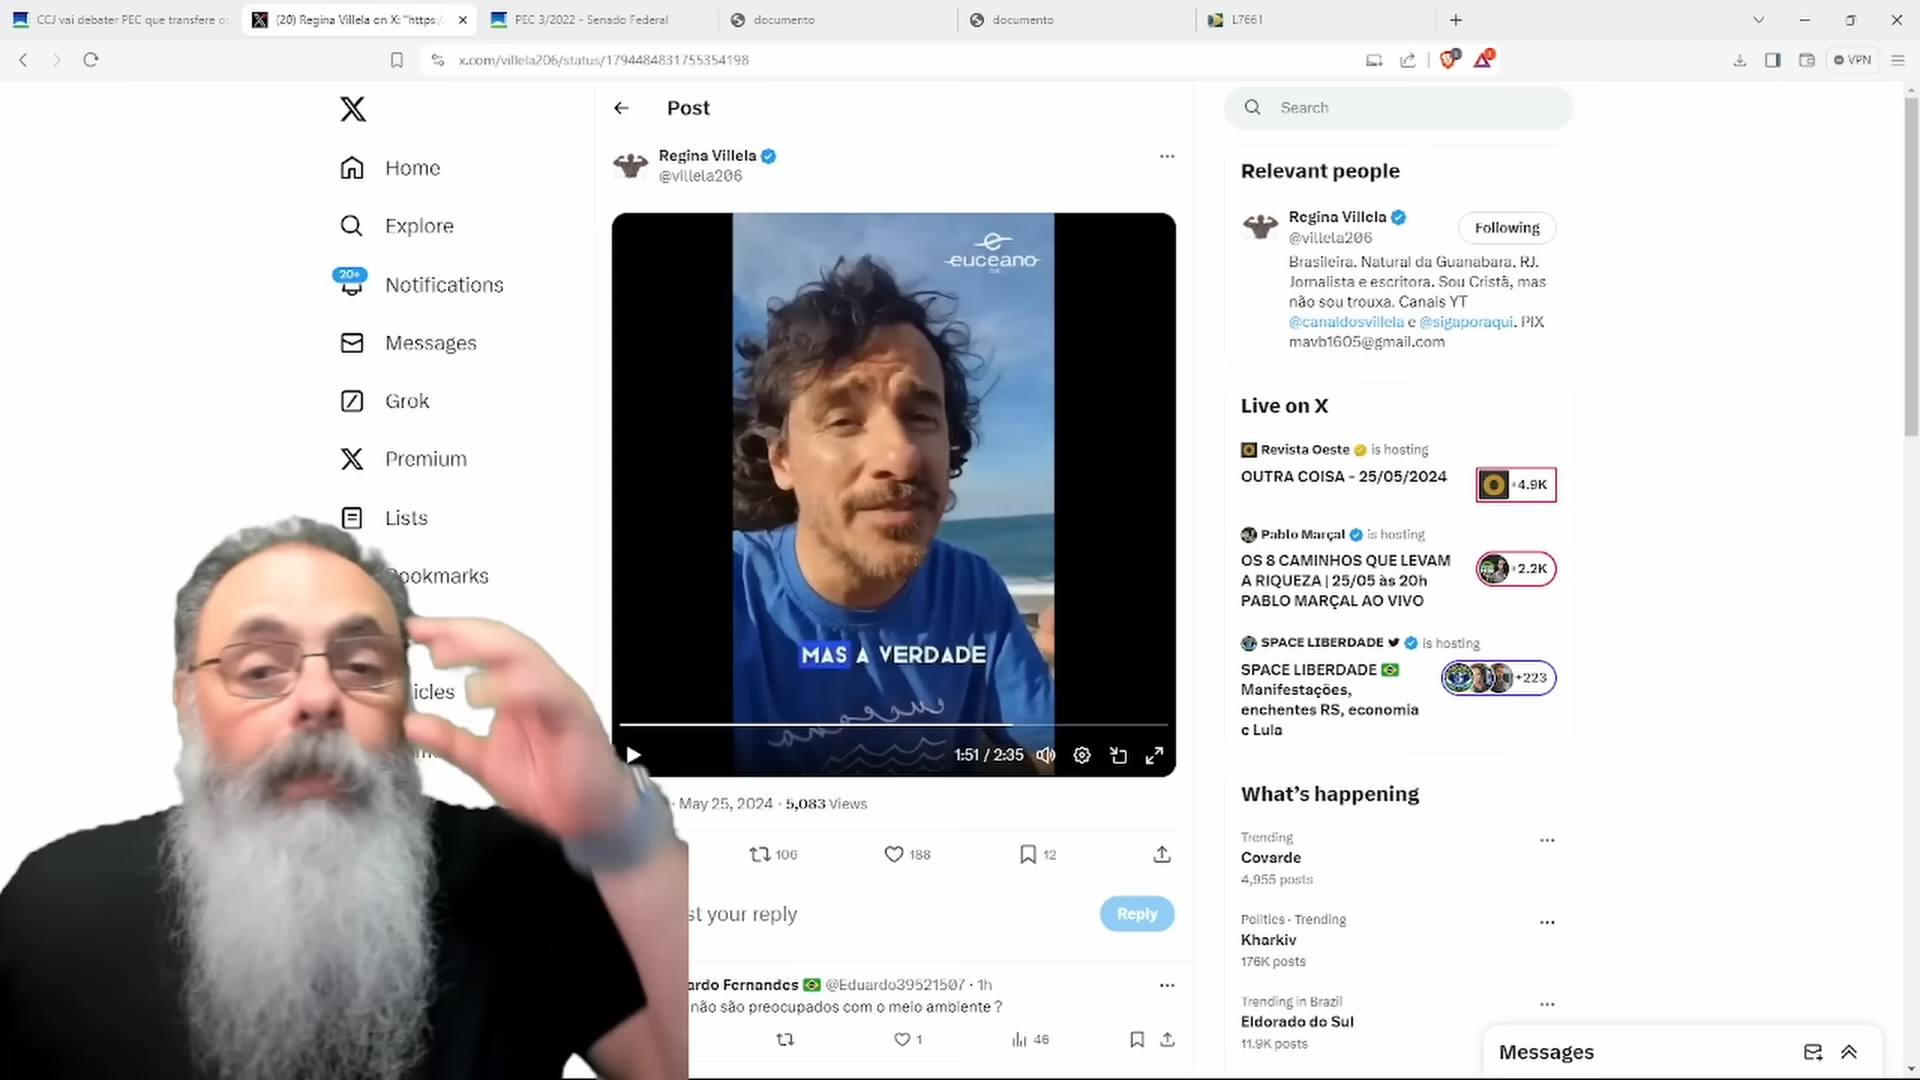 CCJ vai debater PEC que transfere os
(20) Regina Villela on X: "https:/
PEC 3/2022 - Senado Federal
documento
documento
L7661
x.com/villela206/status/1794484831755354198
VPN
Home
Explore
20+
Notifications
Messages
Grok
Premium
Lists
Bookmarks
icles
Post
Regina Villela
@villela206
euceano
MAS A VERDADE
1:51 / 2:35
· May 25, 2024 · 5,083 Views
106
188
12
st your reply
Reply
ardo Fernandes @Eduardo39521507 · 1h
não são preocupados com o meio ambiente ?
1
46
Search
Relevant people
Regina Villela
@villela206
Following
Brasileira. Natural da Guanabara, RJ.
Jornalista e escritora. Sou Cristã, mas
não sou trouxa. Canais YT
@canaldosvillela e @sigaporaqui. PIX
mavb1605@gmail.com
Live on X
Revista Oeste is hosting
OUTRA COISA - 25/05/2024
+4.9K
Pablo Marçal is hosting
OS 8 CAMINHOS QUE LEVAM
A RIQUEZA | 25/05 às 20h
PABLO MARÇAL AO VIVO
+2.2K
SPACE LIBERDADE is hosting
SPACE LIBERDADE
Manifestações,
enchentes RS, economia
e Lula
+223
What's happening
Trending
Covarde
4,955 posts
Politics · Trending
Kharkiv
176K posts
Trending in Brazil
Eldorado do Sul
11.9K posts
Messages